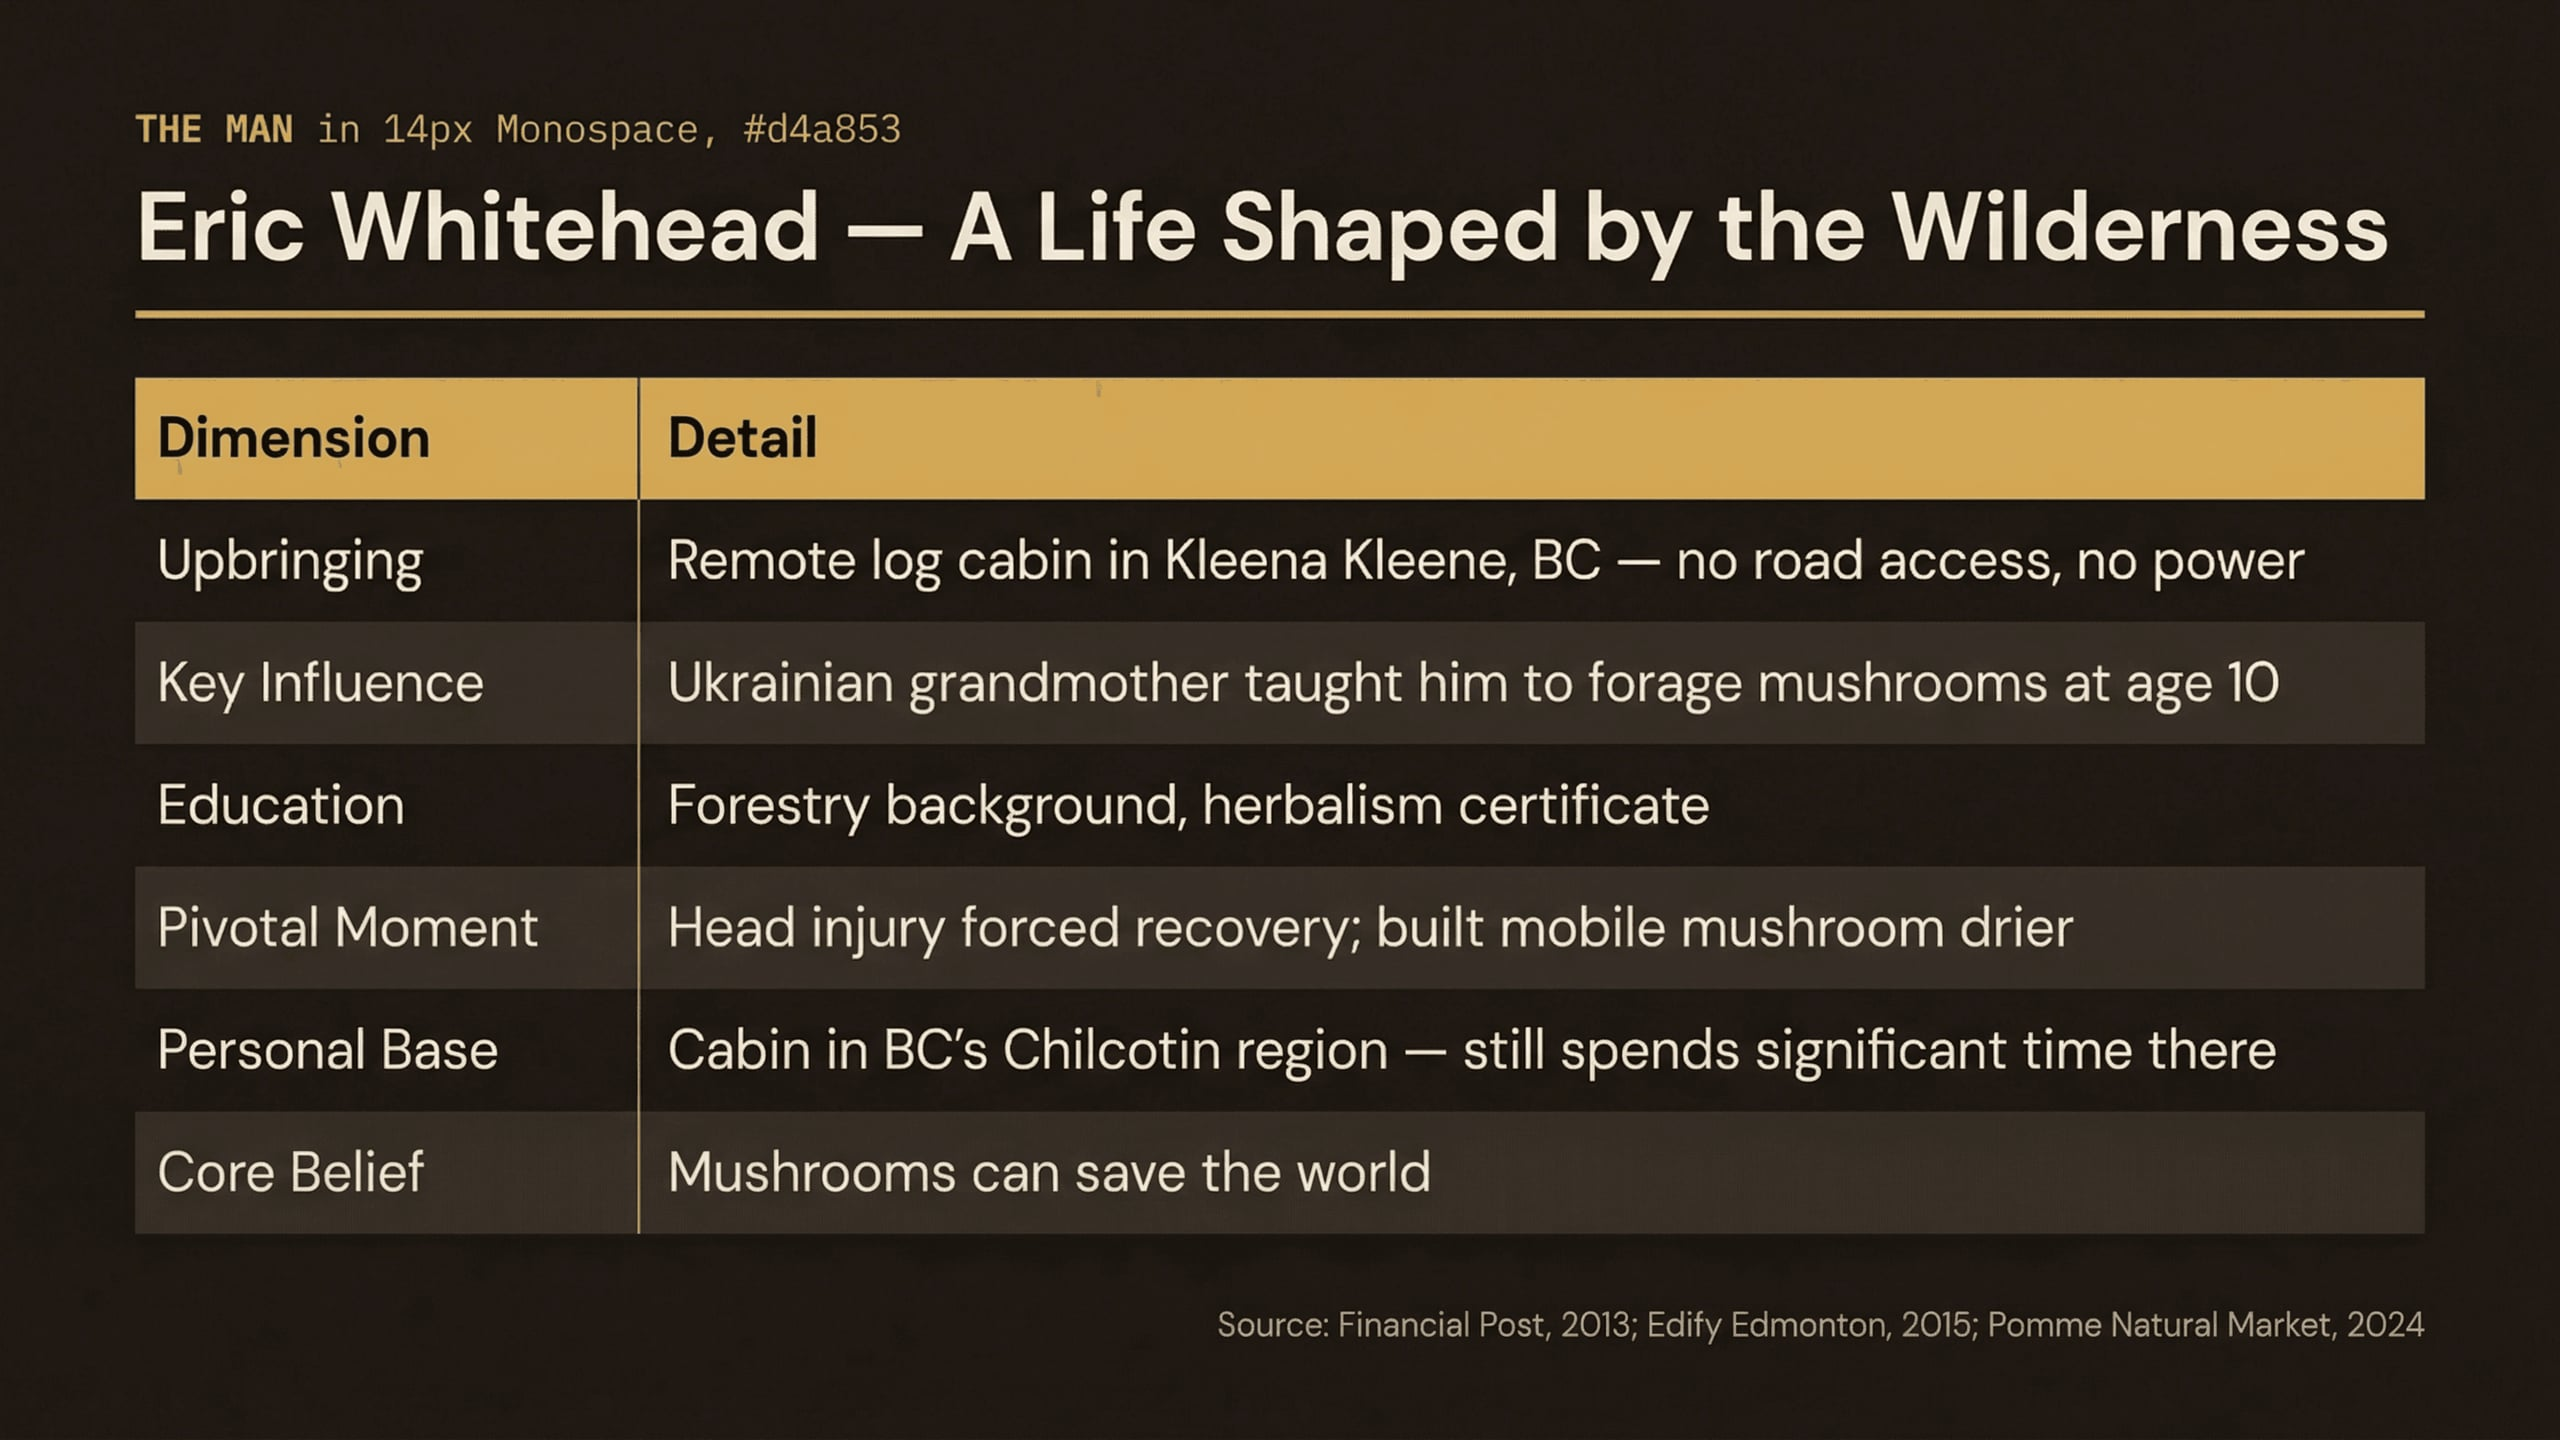 THE MAN in 14px Monospace, #d4a853
Eric Whitehead — A Life Shaped by the Wilderness
Dimension Detail
Upbringing Remote log cabin in Kleena Kleene, BC — no road access, no power
Key Influence Ukrainian grandmother taught him to forage mushrooms at age 10
Education Forestry background, herbalism certificate
Pivotal Moment Head injury forced recovery; built mobile mushroom drier
Personal Base Cabin in BC’s Chilcotin region — still spends significant time there
Core Belief Mushrooms can save the world
Source: Financial Post, 2013; Edify Edmonton, 2015; Pomme Natural Market, 2024